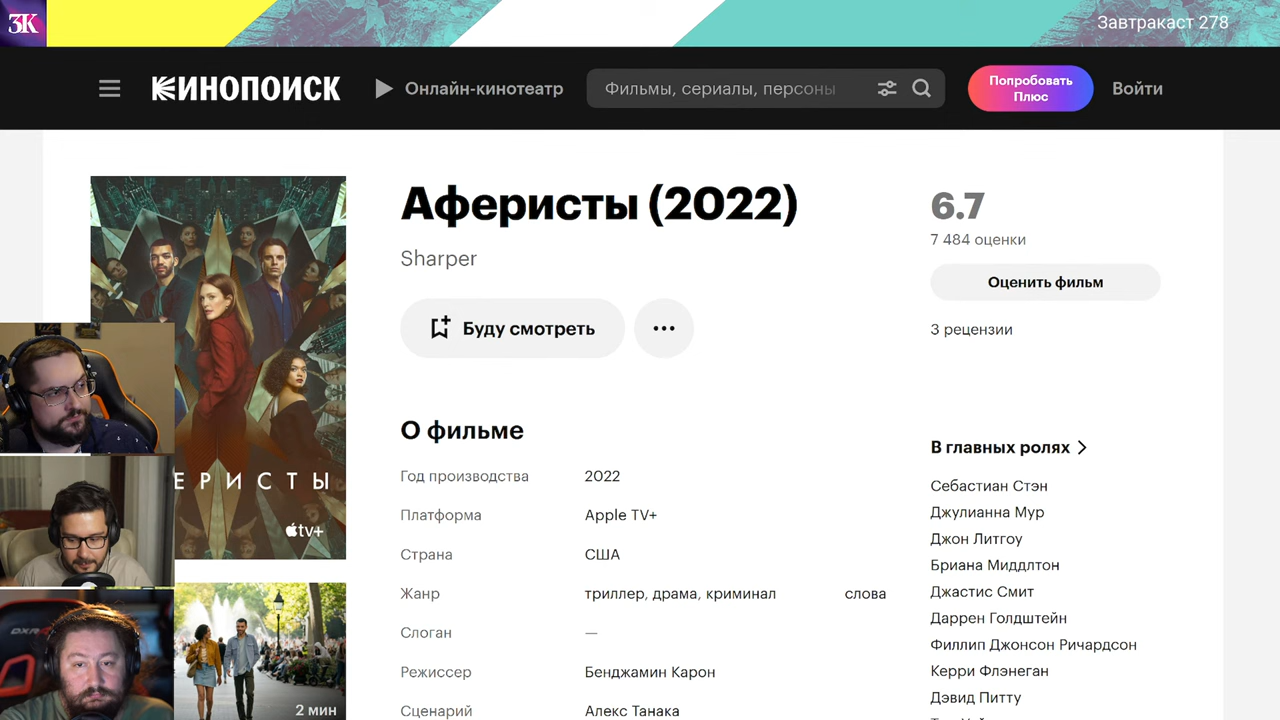 ЗК
Завтракаст 278
КИНОПОИСК
Онлайн-кинотеатр
Фильмы, сериалы, персоны
Попробовать
Плюс
Войти
Аферисты (2022)
Sharper
Буду смотреть
6.7
7 484 оценки
Оценить фильм
3 рецензии
ЕРИСТЫ
tv+
О фильме
Год производства 2022
Платформа Apple TV+
Страна США
Жанр триллер, драма, криминал слова
Слоган —
Режиссер Бенджамин Карон
Сценарий Алекс Танака
2 мин
В главных ролях
Себастиан Стэн
Джулианна Мур
Джон Литгоу
Бриана Миддлтон
Джастис Смит
Даррен Голдштейн
Филлип Джонсон Ричардсон
Керри Флэнеган
Дэвид Питту